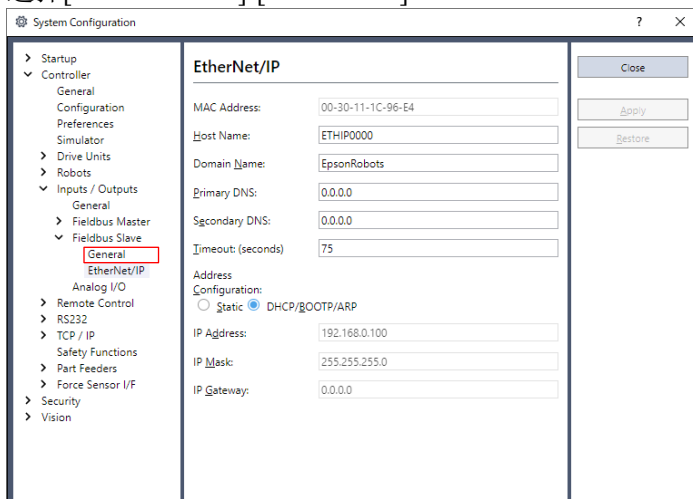 System Configuration
? ×
Startup
Controller
General
Configuration
Preferences
Simulator
Drive Units
Robots
Inputs / Outputs
General
Fieldbus Master
Fieldbus Slave
General
EtherNet/IP
Analog I/O
Remote Control
RS232
TCP / IP
Safety Functions
Part Feeders
Force Sensor I/F
Security
Vision
EtherNet/IP
MAC Address: 00-30-11-1C-96-E4
Host Name: ETHIP0000
Domain Name: EpsonRobots
Primary DNS: 0.0.0.0
Secondary DNS: 0.0.0.0
Timeout: (seconds) 75
Address
Configuration:
Static DHCP/BOOTP/ARP
IP Address: 192.168.0.100
IP Mask: 255.255.255.0
IP Gateway: 0.0.0.0
Close
Apply
Restore